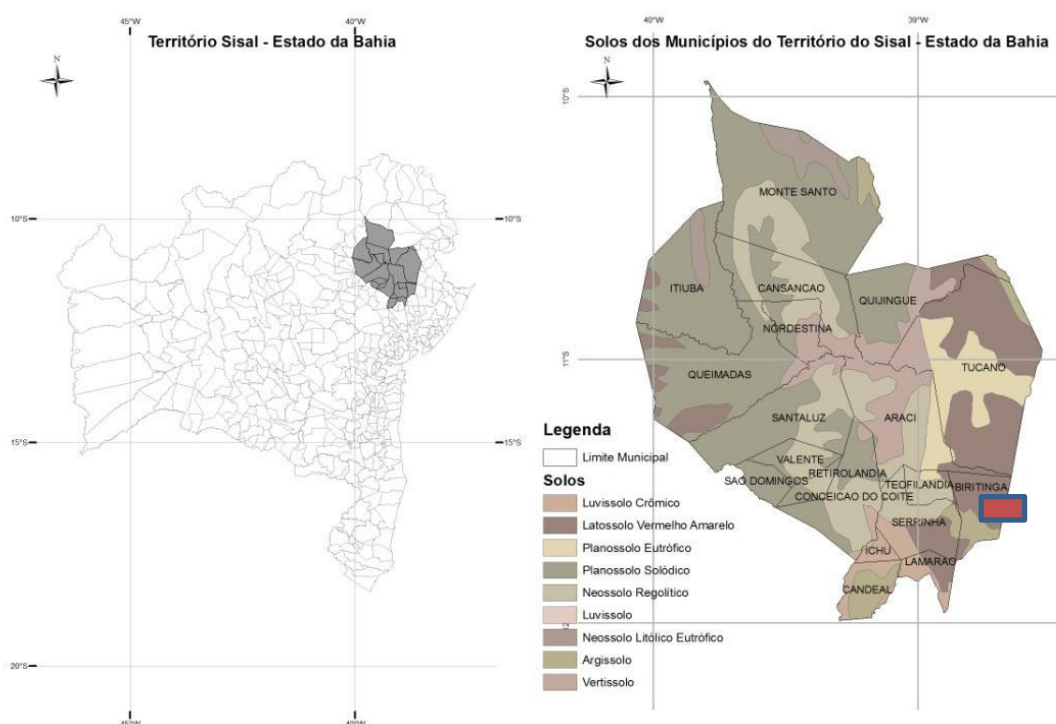 Território Sisal - Estado da Bahia
45°W
40°W
N
10°S
10°S
15°S
15°S
20°S
20°S
40°W
Solos dos Municípios do Território do Sisal - Estado da Bahia
40°W
39°W
N
10°S
11°S
MONTE SANTO
ITIUBA
CANSANCAO
QUIJINGUE
NORDESTINA
QUEIMADAS
TUCANO
SANTALUZ
ARACI
VALENTE
RETIROLANDIA
SAO DOMINGOS
TEOFILANDIA
BIRITINGA
CONCEICAO DO COITE
SERRINHA
ICHU
LAMARAO
CANDEAL
Legenda
Limite Municipal
Solos
Luvissolo Crômico
Latossolo Vermelho Amarelo
Planossolo Eutrófico
Planossolo Solódico
Neossolo Regolítico
Luvissolo
Neossolo Litólico Eutrófico
Argissolo
Vertissolo